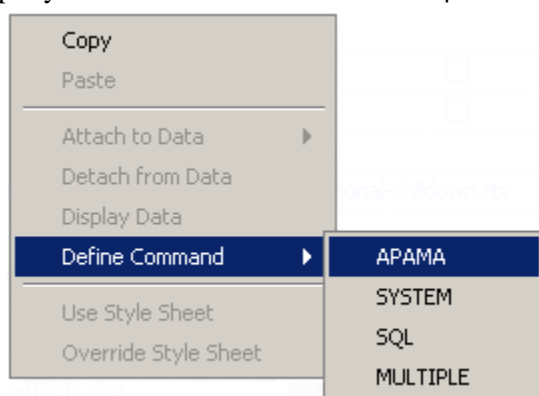 Copy
Paste
Attach to Data
Detach from Data
Display Data
Define Command
APAMA
SYSTEM
SQL
MULTIPLE
Use Style Sheet
Override Style Sheet